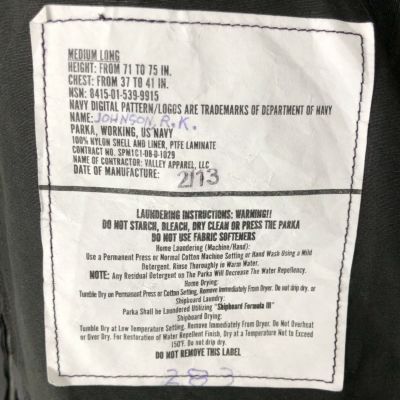 MEDIUM LONG
HEIGHT: FROM 71 TO 75 IN.
CHEST: FROM 37 TO 41 IN.
NSN: 8415-01-539-9915
NAVY DIGITAL PATTERN/LOGOS ARE TRADEMARKS OF DEPARTMENT OF NAVY
NAME: JOHNSON, R.K.
PARKA, WORKING, US NAVY
100% NYLON SHELL AND LINER, PTFE LAMINATE
CONTRACT NO. SPM1C1-08-D-1029
NAME OF CONTRACTOR: VALLEY APPAREL, LLC
DATE OF MANUFACTURE: 2/13
LAUNDERING INSTRUCTIONS: WARNING!!
DO NOT STARCH, BLEACH, DRY CLEAN OR PRESS THE PARKA
DO NOT USE FABRIC SOFTENERS
Home Laundering (Machine/Hand):
Use a Permanent Press or Normal Cotton Machine Setting or Hand Wash Using a Mild
Detergent. Rinse Thoroughly in Warm Water.
NOTE: Any Residual Detergent on The Parka Will Decrease The Water Repellency.
Home Drying:
Tumble Dry on Permanent Press or Cotton Setting, Remove Immediately From Dryer. Do not drip dry.
Shipboard Laundry:
Parka Shall be Laundered Utilizing "Shipboard Formula III"
Shipboard Drying:
Tumble Dry at Low Temperature Setting. Remove Immediately From Dryer. Do Not Overheat
or Over Dry. For Restoration of Water Repellent Finish, Dry at a Temperature Not to Exceed
150°F. Do not drip dry.
DO NOT REMOVE THIS LABEL
283